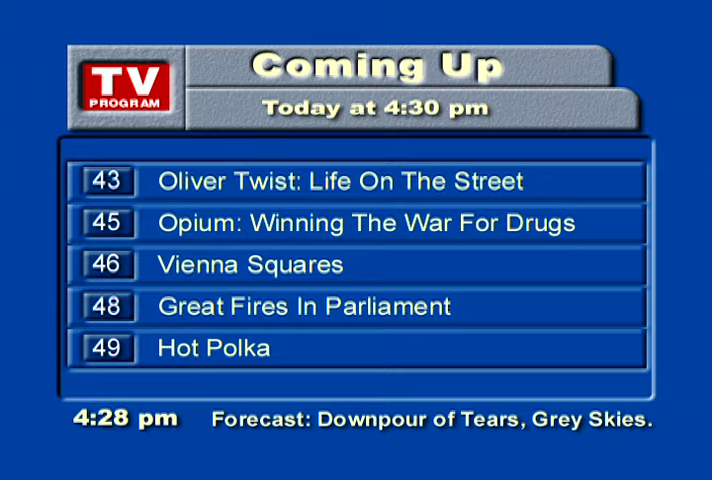 TV
PROGRAM
Coming Up
Today at 4:30 pm
43 Oliver Twist: Life On The Street
45 Opium: Winning The War For Drugs
46 Vienna Squares
48 Great Fires In Parliament
49 Hot Polka
4:28 pm Forecast: Downpour of Tears, Grey Skies.